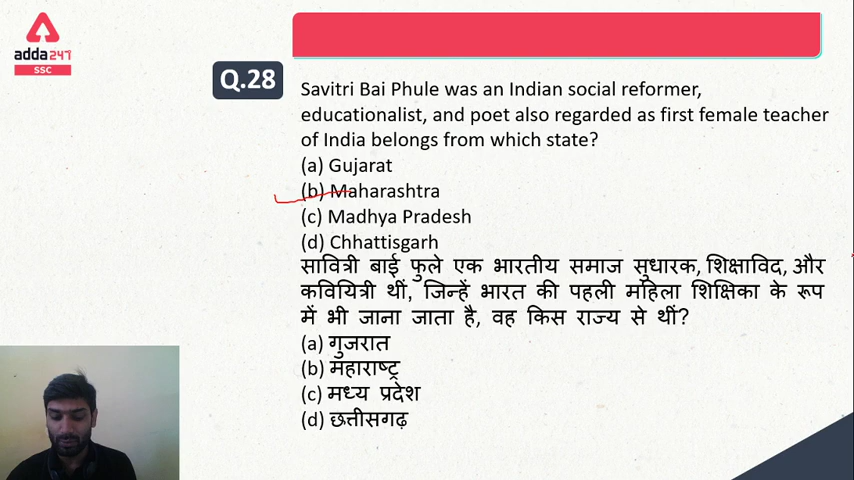 adda247
SSC
Q.28
Savitri Bai Phule was an Indian social reformer,
educationalist, and poet also regarded as first female teacher
of India belongs from which state?
(a) Gujarat
(b) Maharashtra
(c) Madhya Pradesh
(d) Chhattisgarh
सावित्री बाई फुले एक भारतीय समाज सुधारक, शिक्षाविद, और
कवियित्री थीं, जिन्हें भारत की पहली महिला शिक्षिका के रूप
में भी जाना जाता है, वह किस राज्य से थीं?
(a) गुजरात
(b) महाराष्ट्र
(c) मध्य प्रदेश
(d) छत्तीसगढ़